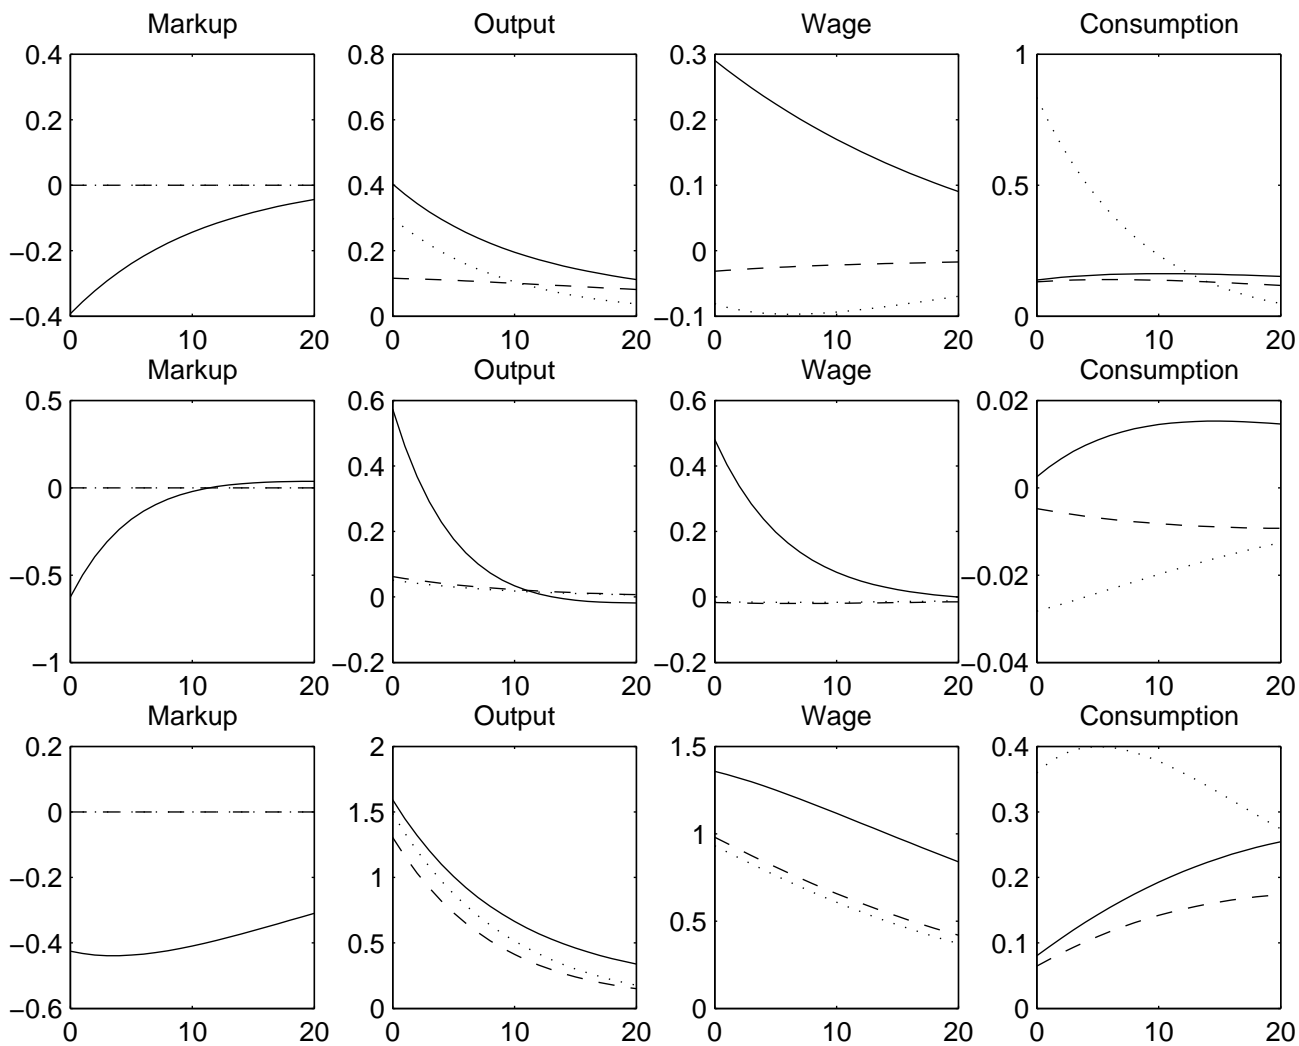 Markup Output Wage Consumption
0.4 0.8 0.3 1
0.2 0.6 0.2
0 0.4 0.1 0.5
−0.2 0.2 0
−0.4 0 −0.1 0
0 10 20 0 10 20 0 10 20 0 10 20
Markup Output Wage Consumption
0.5 0.6 0.6 0.02
0.4 0.4
0 0
0.2 0.2
−0.5 −0.02
0 0
−1 −0.2 −0.2 −0.04
0 10 20 0 10 20 0 10 20 0 10 20
Markup Output Wage Consumption
0.2 2 1.5 0.4
0 1.5
1 0.3
−0.2 1 0.2
0.5
−0.4 0.5 0.1
−0.6 0 0 0
0 10 20 0 10 20 0 10 20 0 10 20